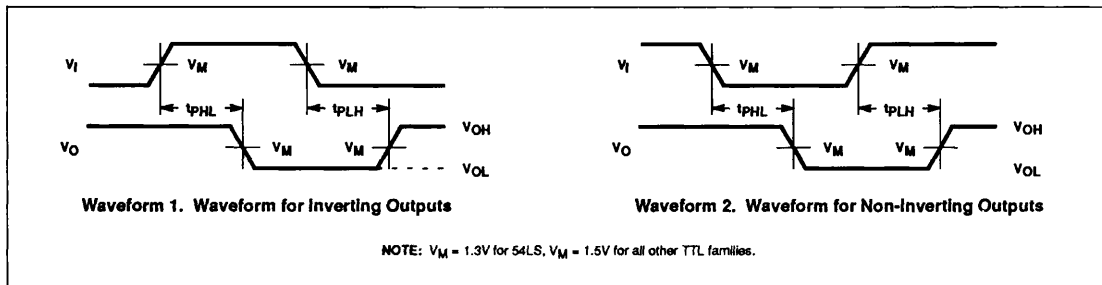 VI VM VM
tPHL tPLH
VOH
VO VM VM
VOL
Waveform 1. Waveform for Inverting Outputs
VI VM VM
tPHL tPLH
VOH
VO VM VM
VOL
Waveform 2. Waveform for Non-Inverting Outputs
NOTE: VM = 1.3V for 54LS, VM = 1.5V for all other TTL families.